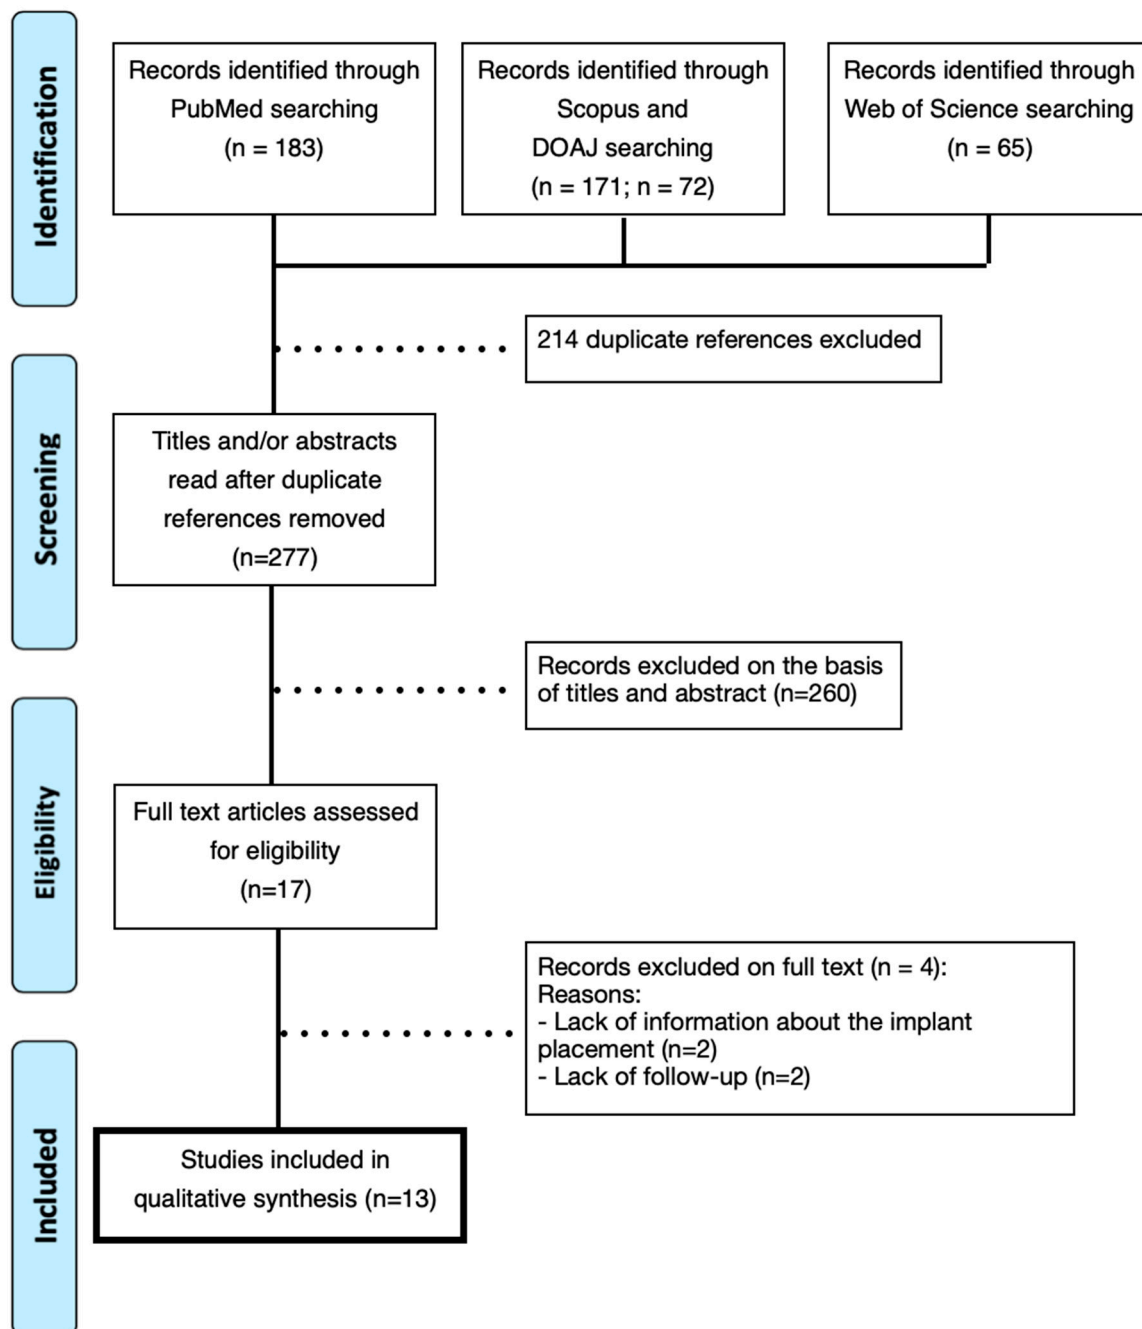 Identification
Records identified through
PubMed searching
(n = 183)
Records identified through
Scopus and
DOAJ searching
(n = 171; n = 72)
Records identified through
Web of Science searching
(n = 65)
214 duplicate references excluded
Screening
Titles and/or abstracts
read after duplicate
references removed
(n=277)
Records excluded on the basis
of titles and abstract (n=260)
Eligibility
Full text articles assessed
for eligibility
(n=17)
Records excluded on full text (n = 4):
Reasons:
- Lack of information about the implant
placement (n=2)
- Lack of follow-up (n=2)
Included
Studies included in
qualitative synthesis (n=13)